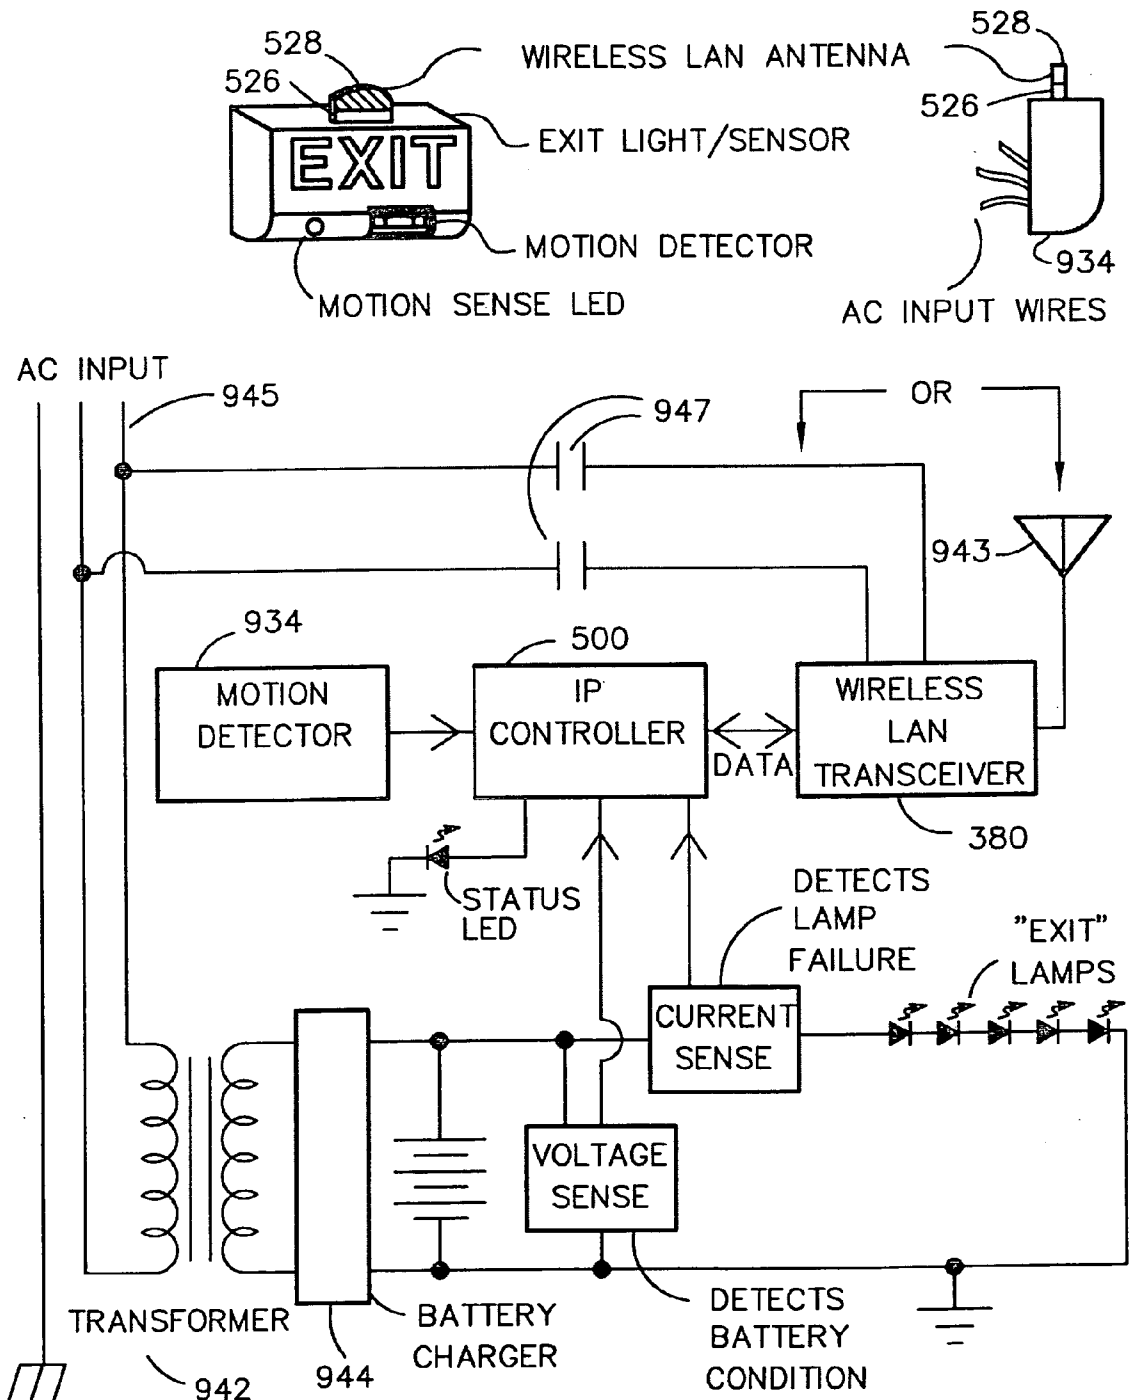 528
WIRELESS LAN ANTENNA
528
526
526
EXIT LIGHT/SENSOR
EXIT
MOTION DETECTOR
934
MOTION SENSE LED
AC INPUT WIRES
AC INPUT
945
947
OR
943
934
500
MOTION
DETECTOR
IP
CONTROLLER
DATA
WIRELESS
LAN
TRANSCEIVER
380
STATUS
LED
DETECTS
LAMP
FAILURE
"EXIT"
LAMPS
CURRENT
SENSE
VOLTAGE
SENSE
TRANSFORMER
942
944
BATTERY
CHARGER
DETECTS
BATTERY
CONDITION